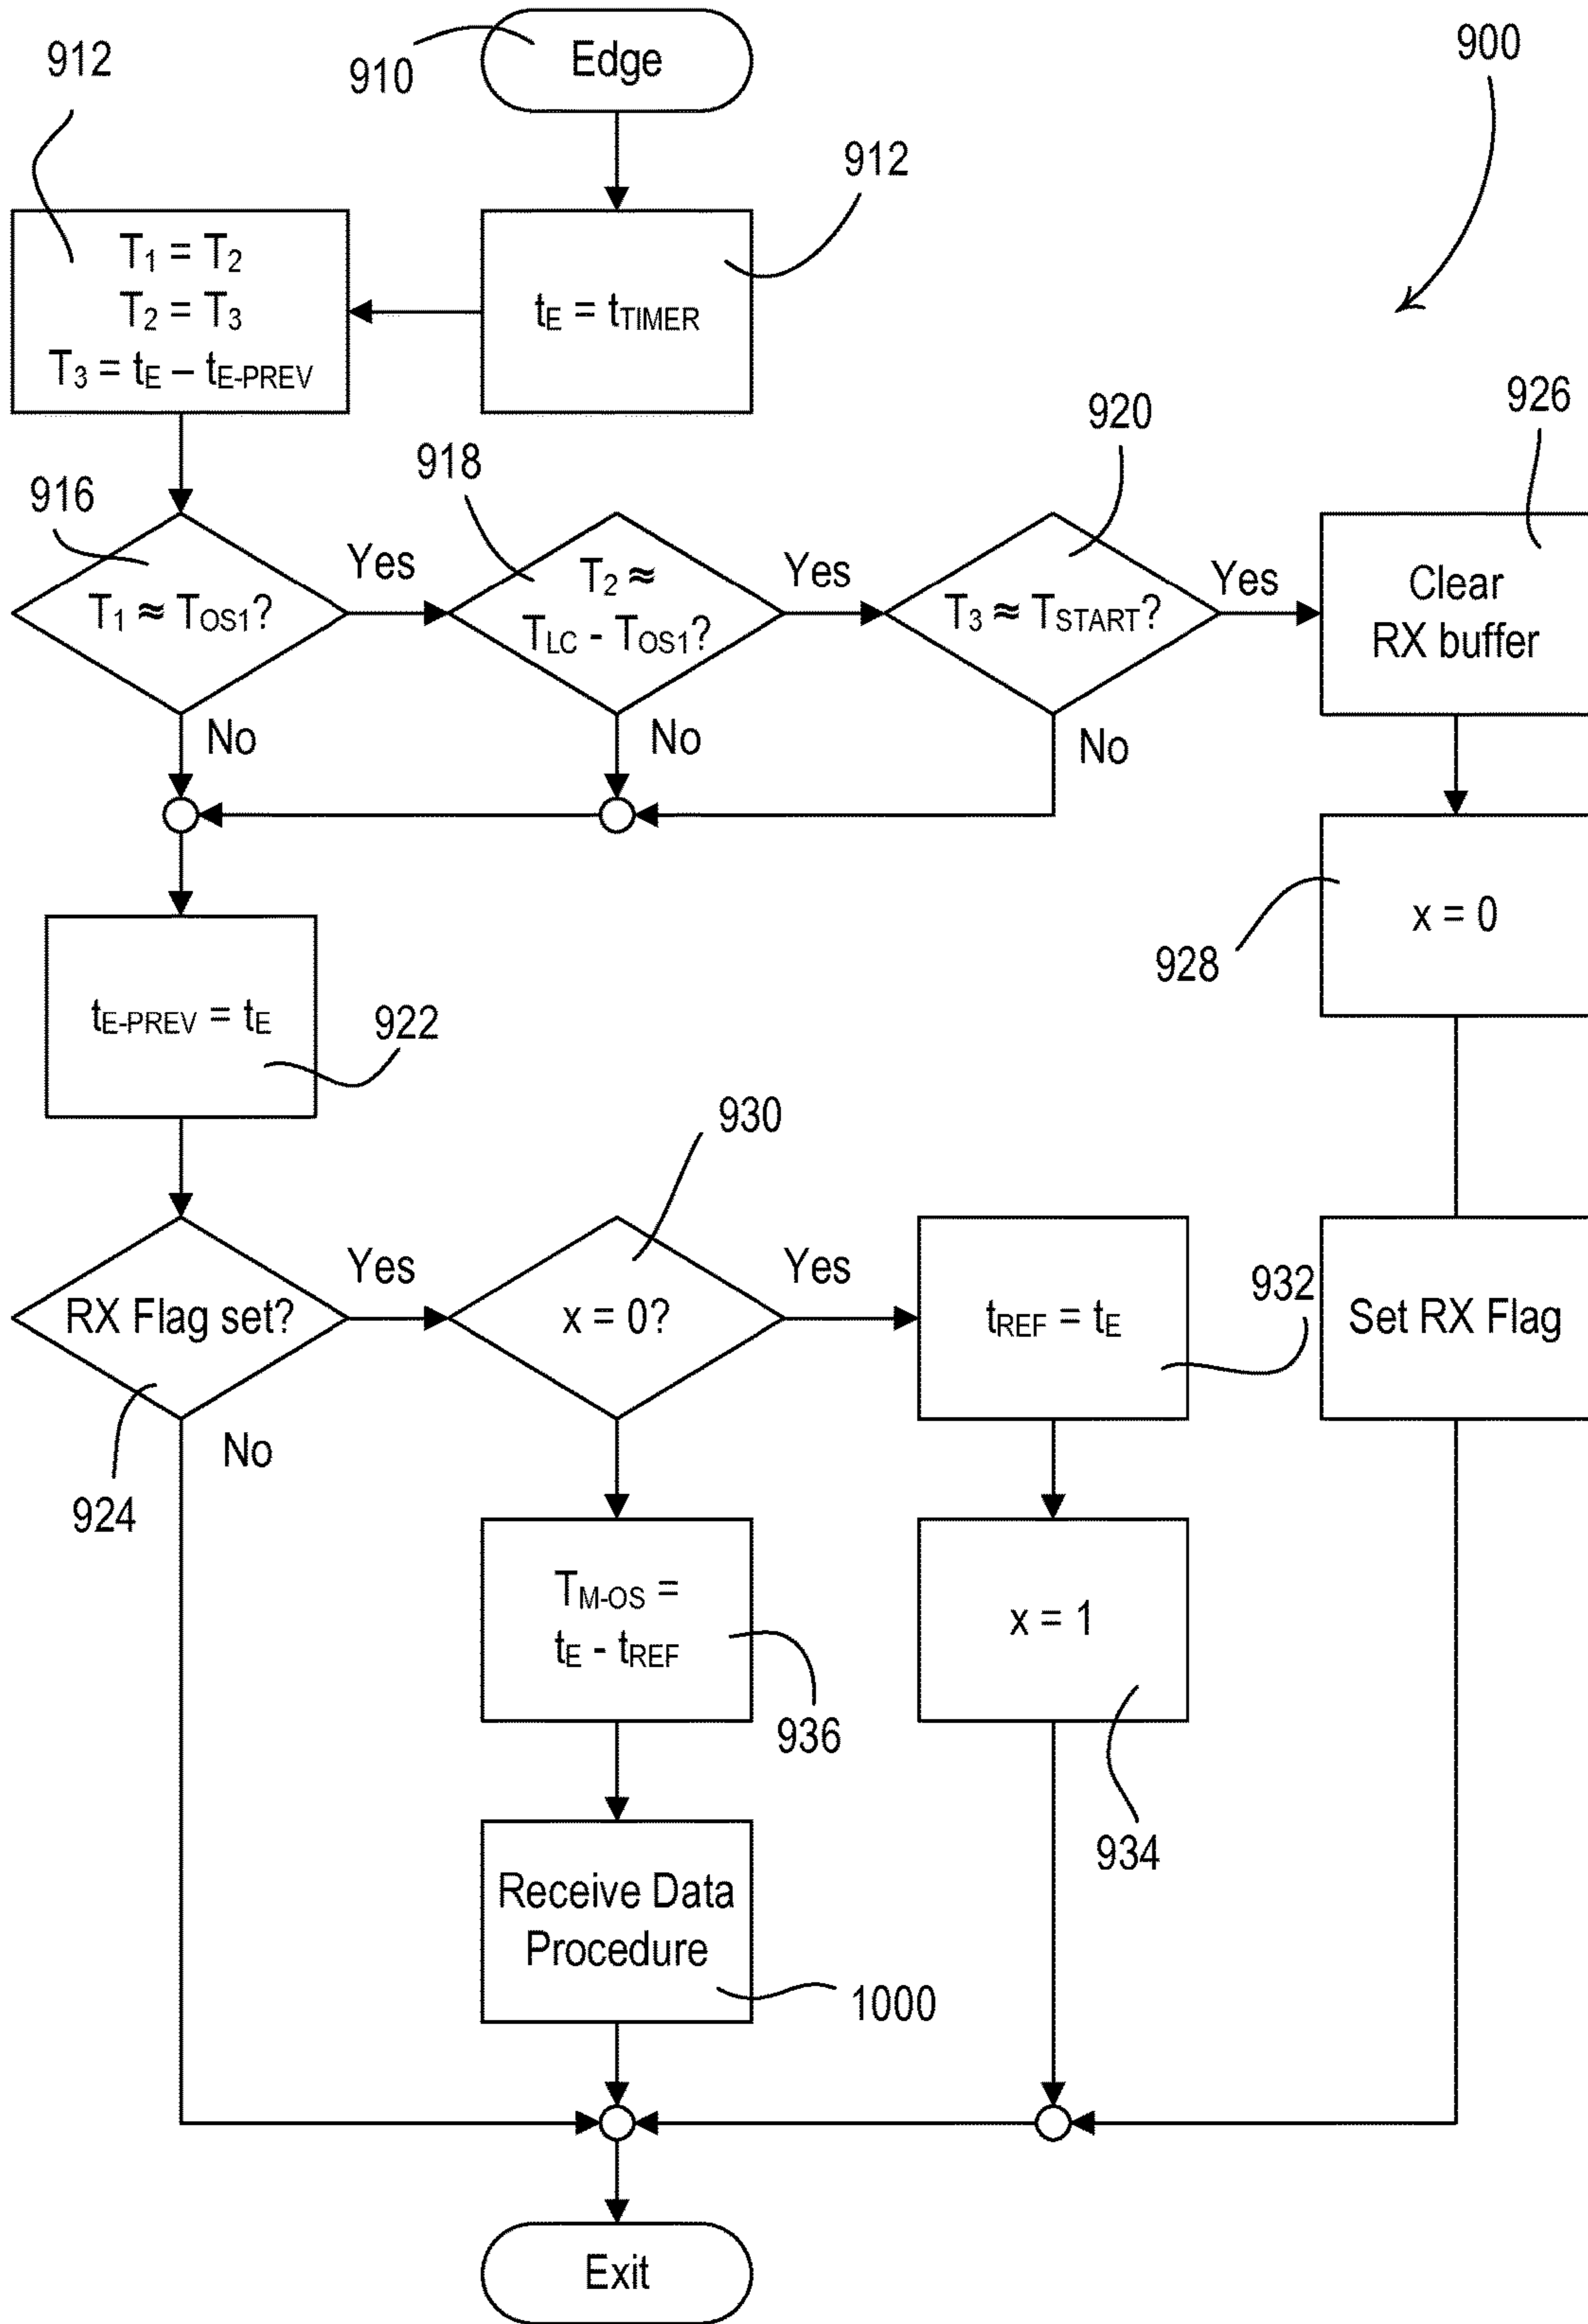 910
Edge
900
912
912
T₁ = T₂
T₂ = T₃
T₃ = tE – tE-PREV
tE = tTIMER
916
918
920
926
T₁ ≈ TOS1?
Yes
T₂ ≈
TLC - TOS1?
Yes
T₃ ≈ TSTART?
Yes
Clear
RX buffer
No
No
No
928
x = 0
tE-PREV = tE
922
930
RX Flag set?
Yes
x = 0?
Yes
tREF = tE
932
Set RX Flag
No
924
TM-OS =
tE - tREF
936
x = 1
934
Receive Data
Procedure
1000
Exit